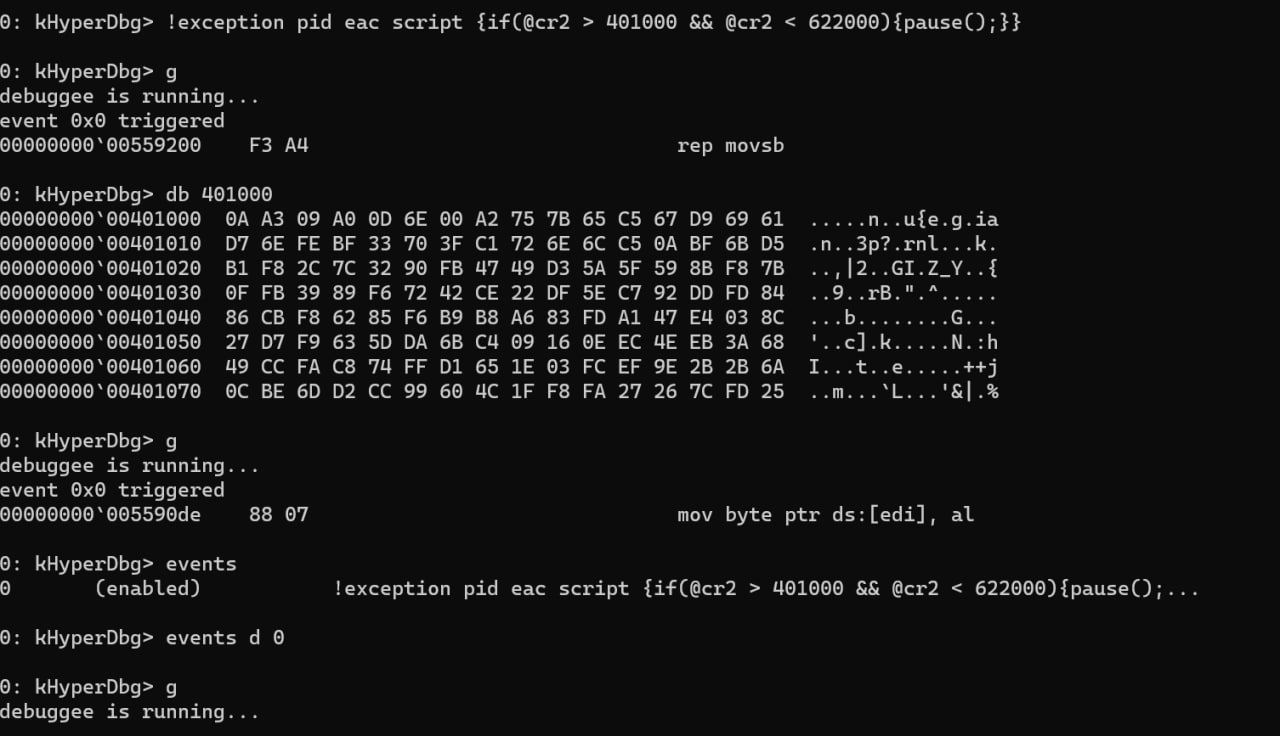 0: kHyperDbg> !exception pid eac script {if(@cr2 > 401000 && @cr2 < 622000){pause();}}
0: kHyperDbg> g
debuggee is running...
event 0x0 triggered
00000000`00559200    F3 A4                               rep movsb
0: kHyperDbg> db 401000
00000000`00401000  0A A3 09 A0 0D 6E 00 A2 75 7B 65 C5 67 D9 69 61  .....n..u{e.g.ia
00000000`00401010  D7 6E FE BF 33 70 3F C1 72 6E 6C C5 0A BF 6B D5  .n..3p?.rnl...k.
00000000`00401020  B1 F8 2C 7C 32 90 FB 47 49 D3 5A 5F 59 8B F8 7B  ..,|2..GI.Z_Y..{
00000000`00401030  0F FB 39 89 F6 72 42 CE 22 DF 5E C7 92 DD FD 84  ..9..rB.".^.....
00000000`00401040  86 CB F8 62 85 F6 B9 B8 A6 83 FD A1 47 E4 03 8C  ...b........G...
00000000`00401050  27 D7 F9 63 5D DA 6B C4 09 16 0E EC 4E EB 3A 68  '..c].k.....N.:h
00000000`00401060  49 CC FA C8 74 FF D1 65 1E 03 FC EF 9E 2B 2B 6A  I...t..e.....++j
00000000`00401070  0C BE 6D D2 CC 99 60 4C 1F F8 FA 27 26 7C FD 25  ..m...`L...'&|.%
0: kHyperDbg> g
debuggee is running...
event 0x0 triggered
00000000`005590de    88 07                               mov byte ptr ds:[edi], al
0: kHyperDbg> events
0       (enabled)           !exception pid eac script {if(@cr2 > 401000 && @cr2 < 622000){pause();...
0: kHyperDbg> events d 0
0: kHyperDbg> g
debuggee is running...